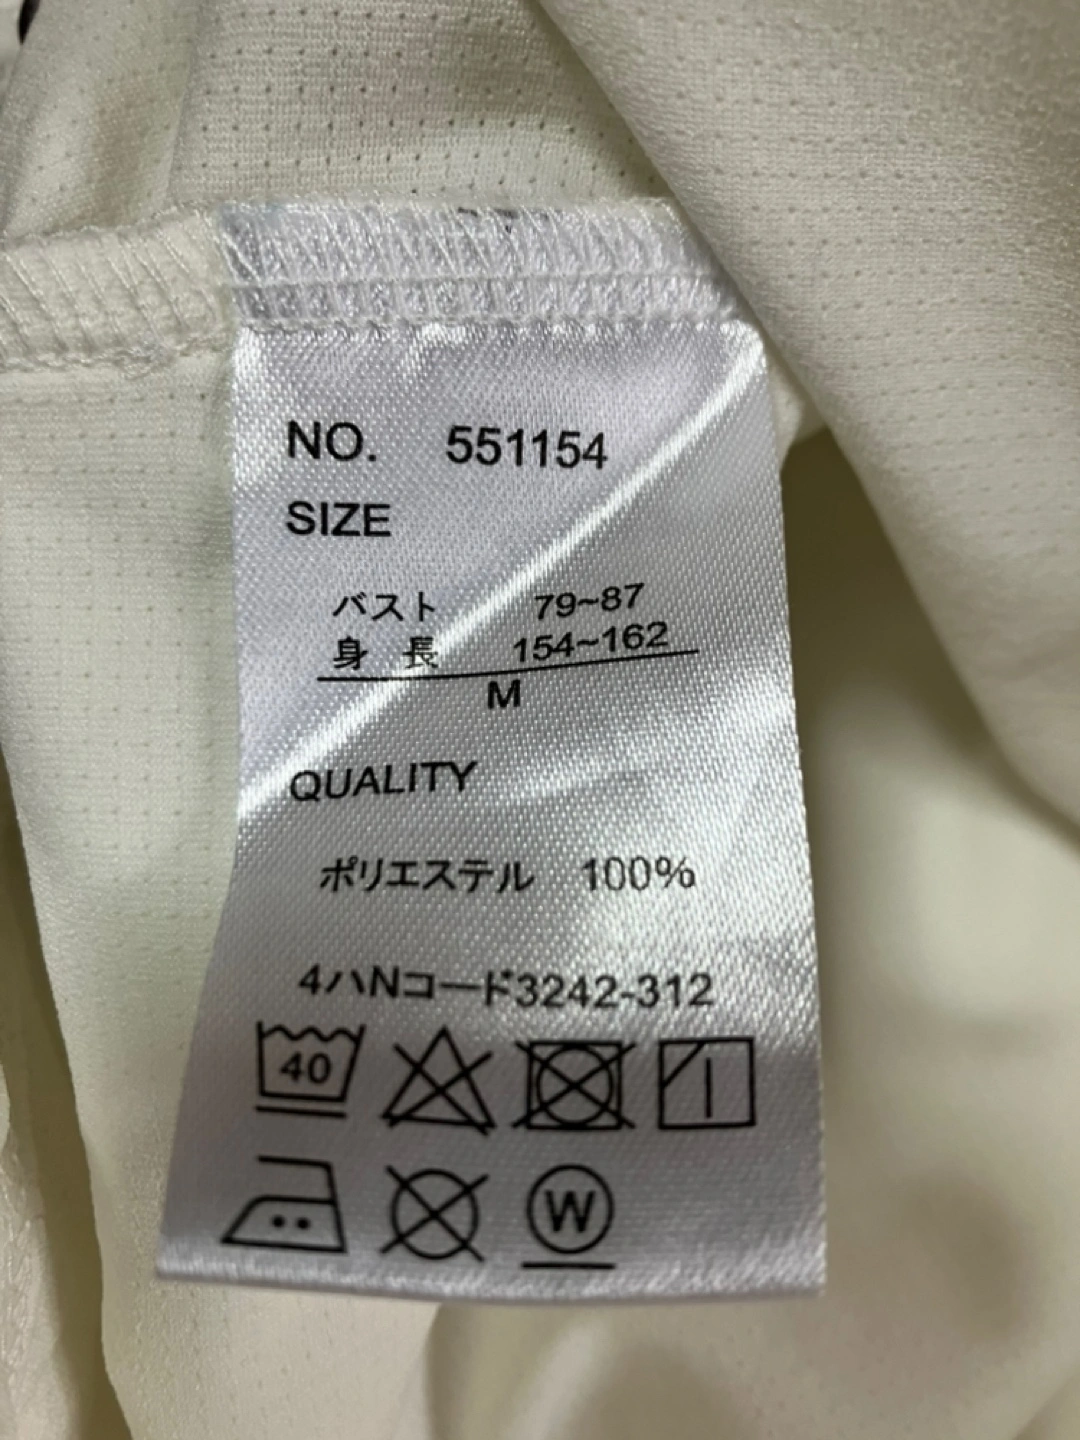 NO. 551154
SIZE
バスト 79~87
身 長 154~162
M
QUALITY
ポリエステル 100%
4ハNコード3242-312
40
W